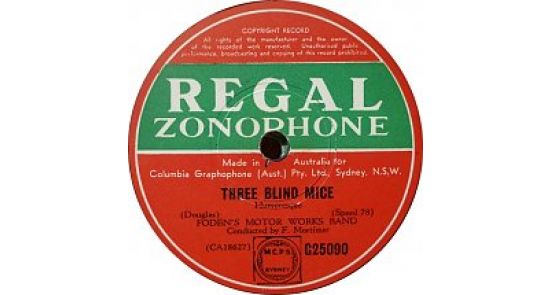 COPYRIGHT RECORD
All rights of the manufacturer and the owner
of the recorded work reserved. Unauthorised public
performance, broadcasting and copying of this record prohibited.
REGAL
ZONOPHONE
Made in Australia for
Columbia Graphophone (Aust.) Pty. Ltd., Sydney, N.S.W.
THREE BLIND MICE
Humoresque
(Douglas) (Speed 78)
FODEN'S MOTOR WORKS BAND
Conducted by F. Mortimer
(CA18627) M.C.P.S. SYDNEY G25090